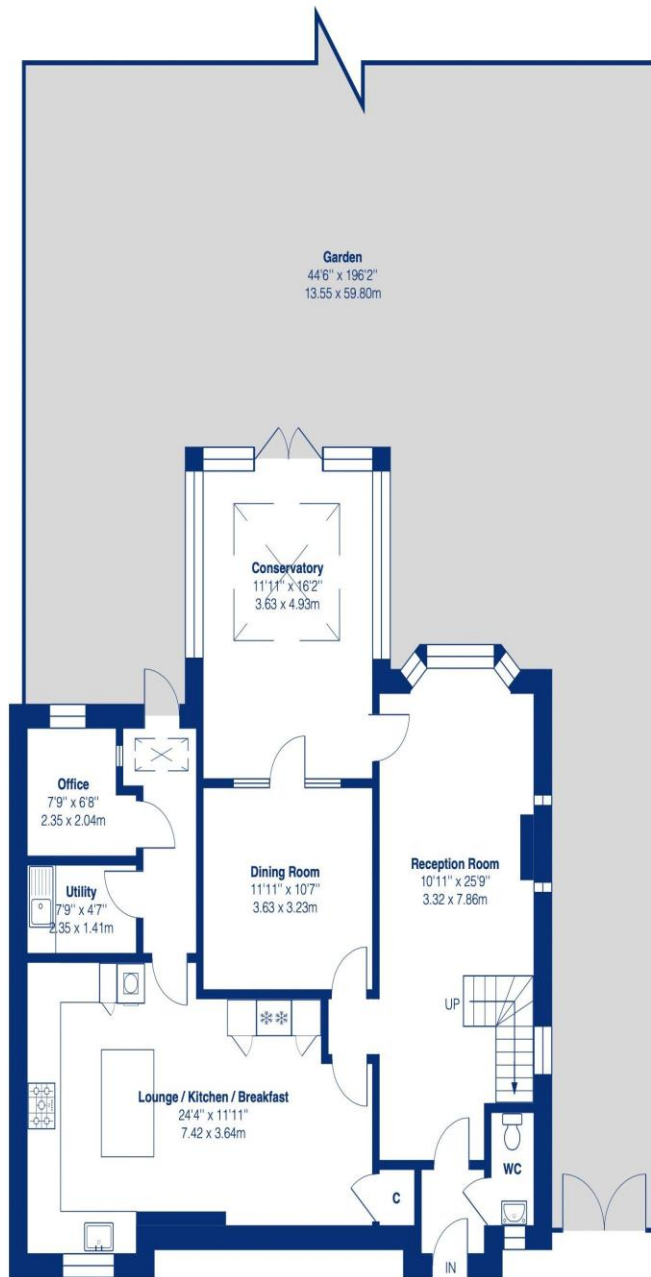 Garden
44'6" x 196'2"
13.55 x 59.80m
Conservatory
11'11" x 16'2"
3.63 x 4.93m
Office
7'9" x 6'8"
2.35 x 2.04m
Utility
7'9" x 4'7"
2.35 x 1.41m
Dining Room
11'11" x 10'7"
3.63 x 3.23m
Reception Room
10'11" x 25'9"
3.32 x 7.86m
UP
Lounge / Kitchen / Breakfast
24'4" x 11'11"
7.42 x 3.64m
WC
C
IN